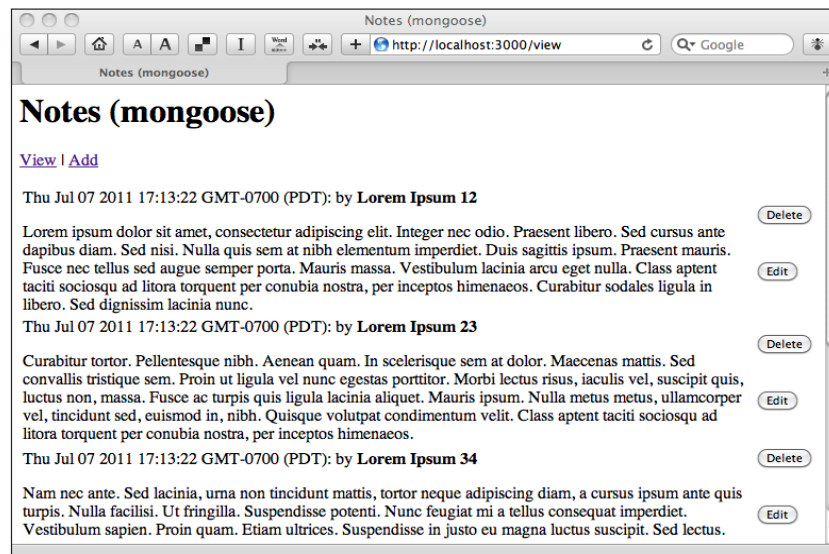 Notes (mongoose)
A A I Word + http://localhost:3000/view Google
Notes (mongoose) +
Notes (mongoose)
View | Add
Thu Jul 07 2011 17:13:22 GMT-0700 (PDT): by Lorem Ipsum 12
Delete
Lorem ipsum dolor sit amet, consectetur adipiscing elit. Integer nec odio. Praesent libero. Sed cursus ante
dapibus diam. Sed nisi. Nulla quis sem at nibh elementum imperdiet. Duis sagittis ipsum. Praesent mauris.
Fusce nec tellus sed augue semper porta. Mauris massa. Vestibulum lacinia arcu eget nulla. Class aptent
Edit
taciti sociosqu ad litora torquent per conubia nostra, per inceptos himenaeos. Curabitur sodales ligula in
libero. Sed dignissim lacinia nunc.
Thu Jul 07 2011 17:13:22 GMT-0700 (PDT): by Lorem Ipsum 23
Delete
Curabitur tortor. Pellentesque nibh. Aenean quam. In scelerisque sem at dolor. Maecenas mattis. Sed
convallis tristique sem. Proin ut ligula vel nunc egestas porttitor. Morbi lectus risus, iaculis vel, suscipit quis,
luctus non, massa. Fusce ac turpis quis ligula lacinia aliquet. Mauris ipsum. Nulla metus metus, ullamcorper
Edit
vel, tincidunt sed, euismod in, nibh. Quisque volutpat condimentum velit. Class aptent taciti sociosqu ad
litora torquent per conubia nostra, per inceptos himenaeos.
Thu Jul 07 2011 17:13:22 GMT-0700 (PDT): by Lorem Ipsum 34
Delete
Nam nec ante. Sed lacinia, urna non tincidunt mattis, tortor neque adipiscing diam, a cursus ipsum ante quis
turpis. Nulla facilisi. Ut fringilla. Suspendisse potenti. Nunc feugiat mi a tellus consequat imperdiet.
Edit
Vestibulum sapien. Proin quam. Etiam ultrices. Suspendisse in justo eu magna luctus suscipit. Sed lectus.